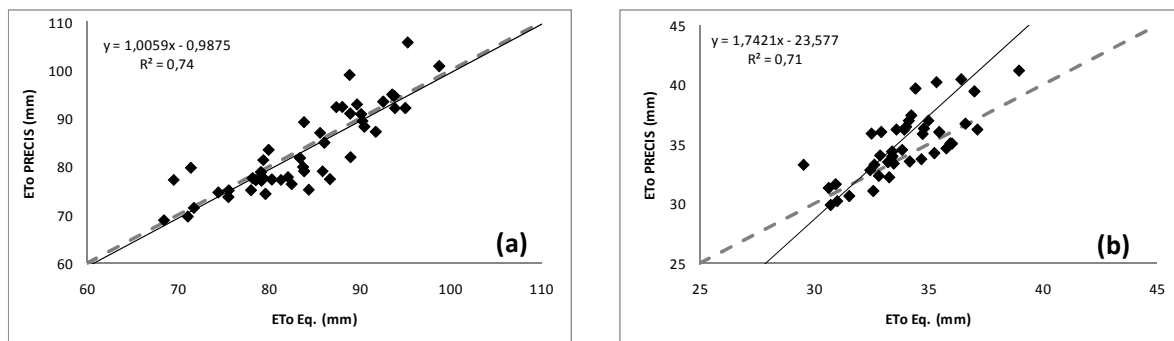 y = 1,0059x - 0,9875
R² = 0,74
ETo PRECIS (mm)
110
100
90
80
70
60
60 70 80 90 100 110
ETo Eq. (mm)
(a)
y = 1,7421x - 23,577
R² = 0,71
ETo PRECIS (mm)
45
40
35
30
25
25 30 35 40 45
ETo Eq. (mm)
(b)